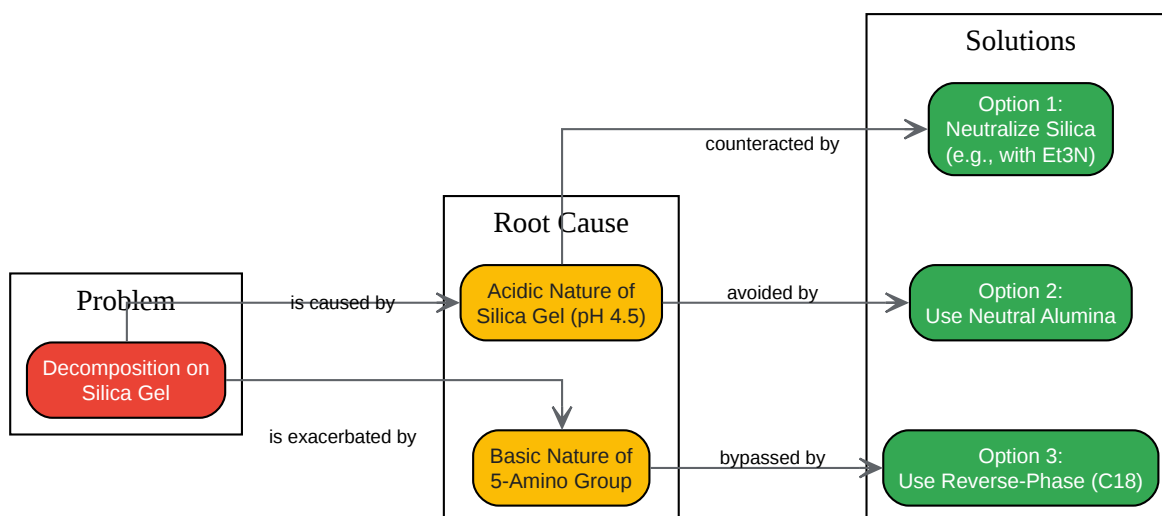 Solutions
Option 1:
Neutralize Silica
(e.g., with Et3N)
counteracted by
Root Cause
Problem
is caused by
Acidic Nature of
Silica Gel (pH 4.5)
avoided by
Option 2:
Use Neutral Alumina
Decomposition on
Silica Gel
is exacerbated by
Basic Nature of
5-Amino Group
bypassed by
Option 3:
Use Reverse-Phase (C18)